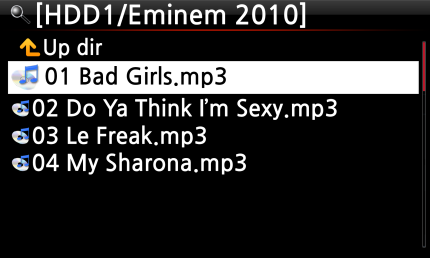 [HDD1/Eminem 2010]
Up dir
01 Bad Girls.mp3
02 Do Ya Think I'm Sexy.mp3
03 Le Freak.mp3
04 My Sharona.mp3